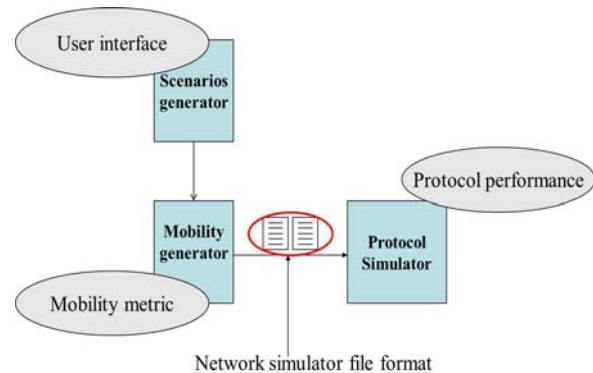 User interface
Scenarios
generator
Protocol performance
Mobility
generator
Protocol
Simulator
Mobility metric
Network simulator file format